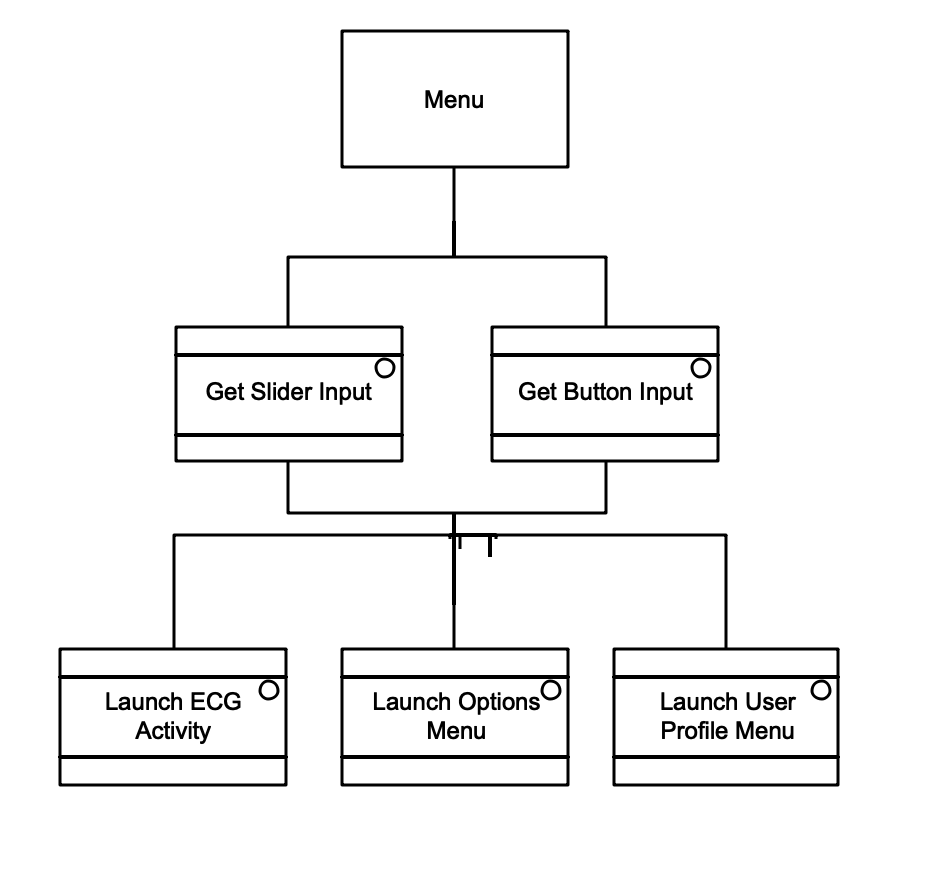 Menu
Get Slider Input
Get Button Input
Launch ECG
Activity
Launch Options
Menu
Launch User
Profile Menu